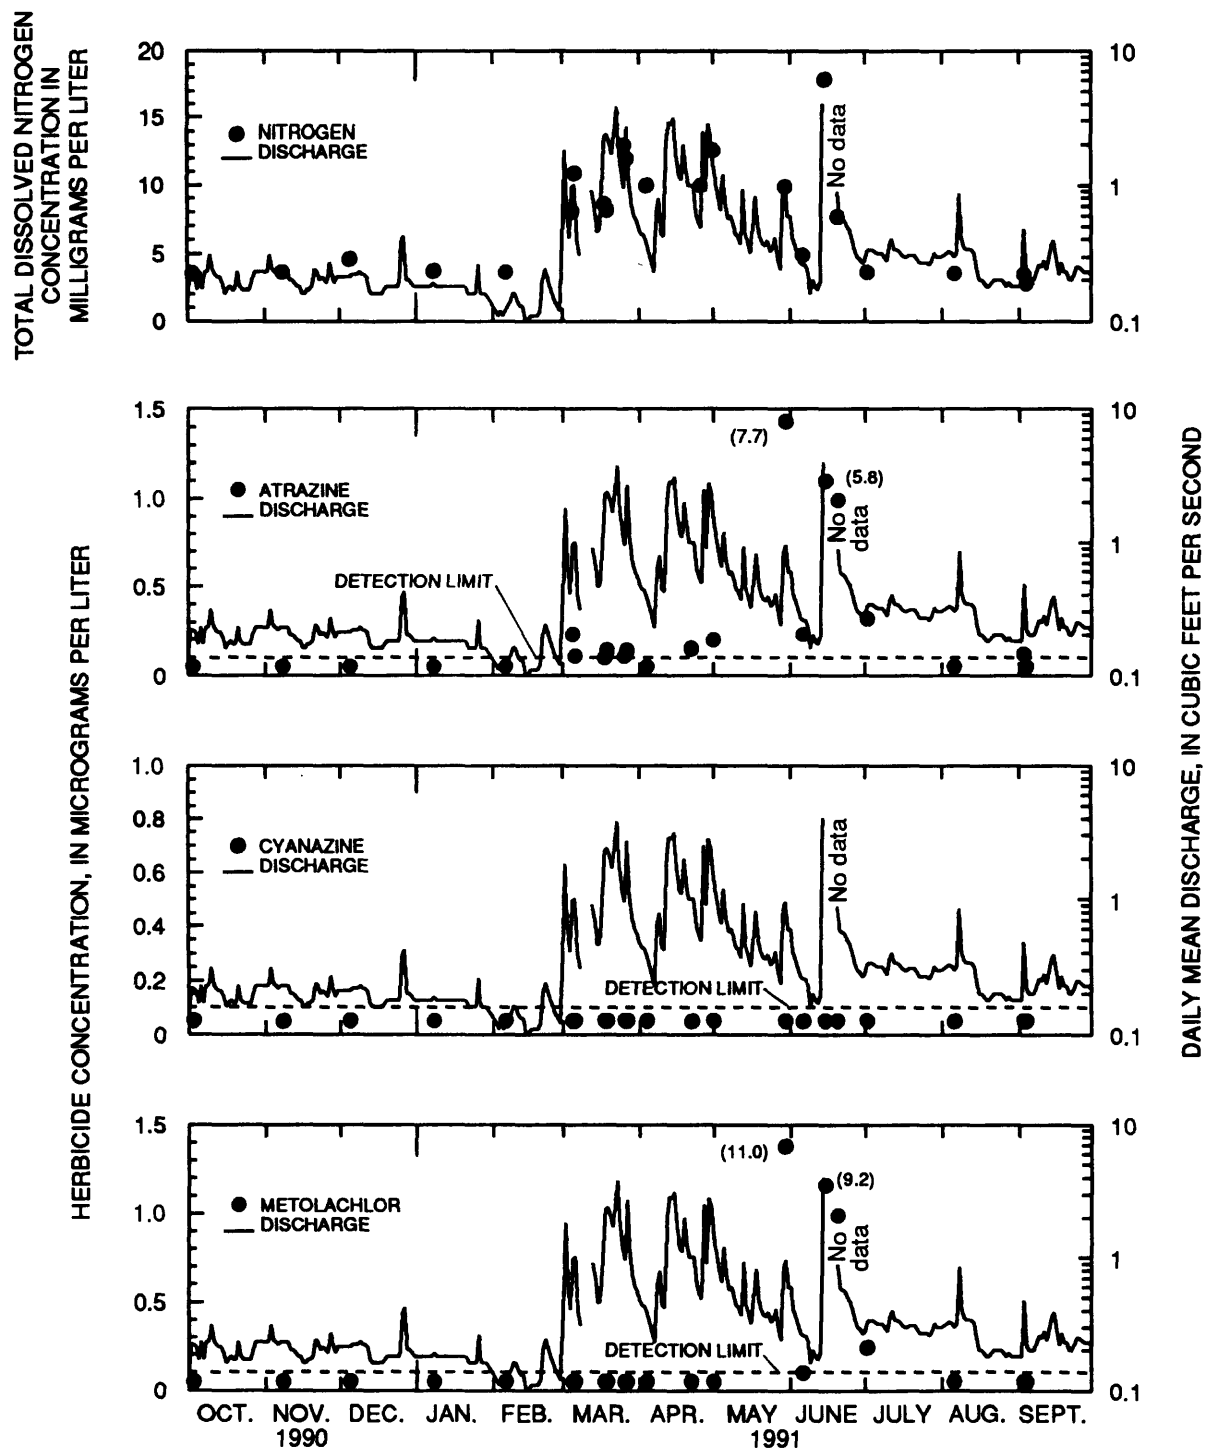 TOTAL DISSOLVED NITROGEN
CONCENTRATION IN
MILLIGRAMS PER LITER
20
15
10
5
0
NITROGEN
DISCHARGE
No data
10
1
0.1
HERBICIDE CONCENTRATION, IN MICROGRAMS PER LITER
DAILY MEAN DISCHARGE, IN CUBIC FEET PER SECOND
1.5
1.0
0.5
0
ATRAZINE
DISCHARGE
DETECTION LIMIT
(7.7)
(5.8)
No
data
10
1
0.1
1.0
0.8
0.6
0.4
0.2
0
CYANAZINE
DISCHARGE
DETECTION LIMIT
No data
10
1
0.1
1.5
1.0
0.5
0
METOLACHLOR
DISCHARGE
DETECTION LIMIT
(11.0)
(9.2)
No
data
10
1
0.1
OCT. NOV. DEC. JAN. FEB. MAR. APR. MAY JUNE JULY AUG. SEPT.
1990 1991